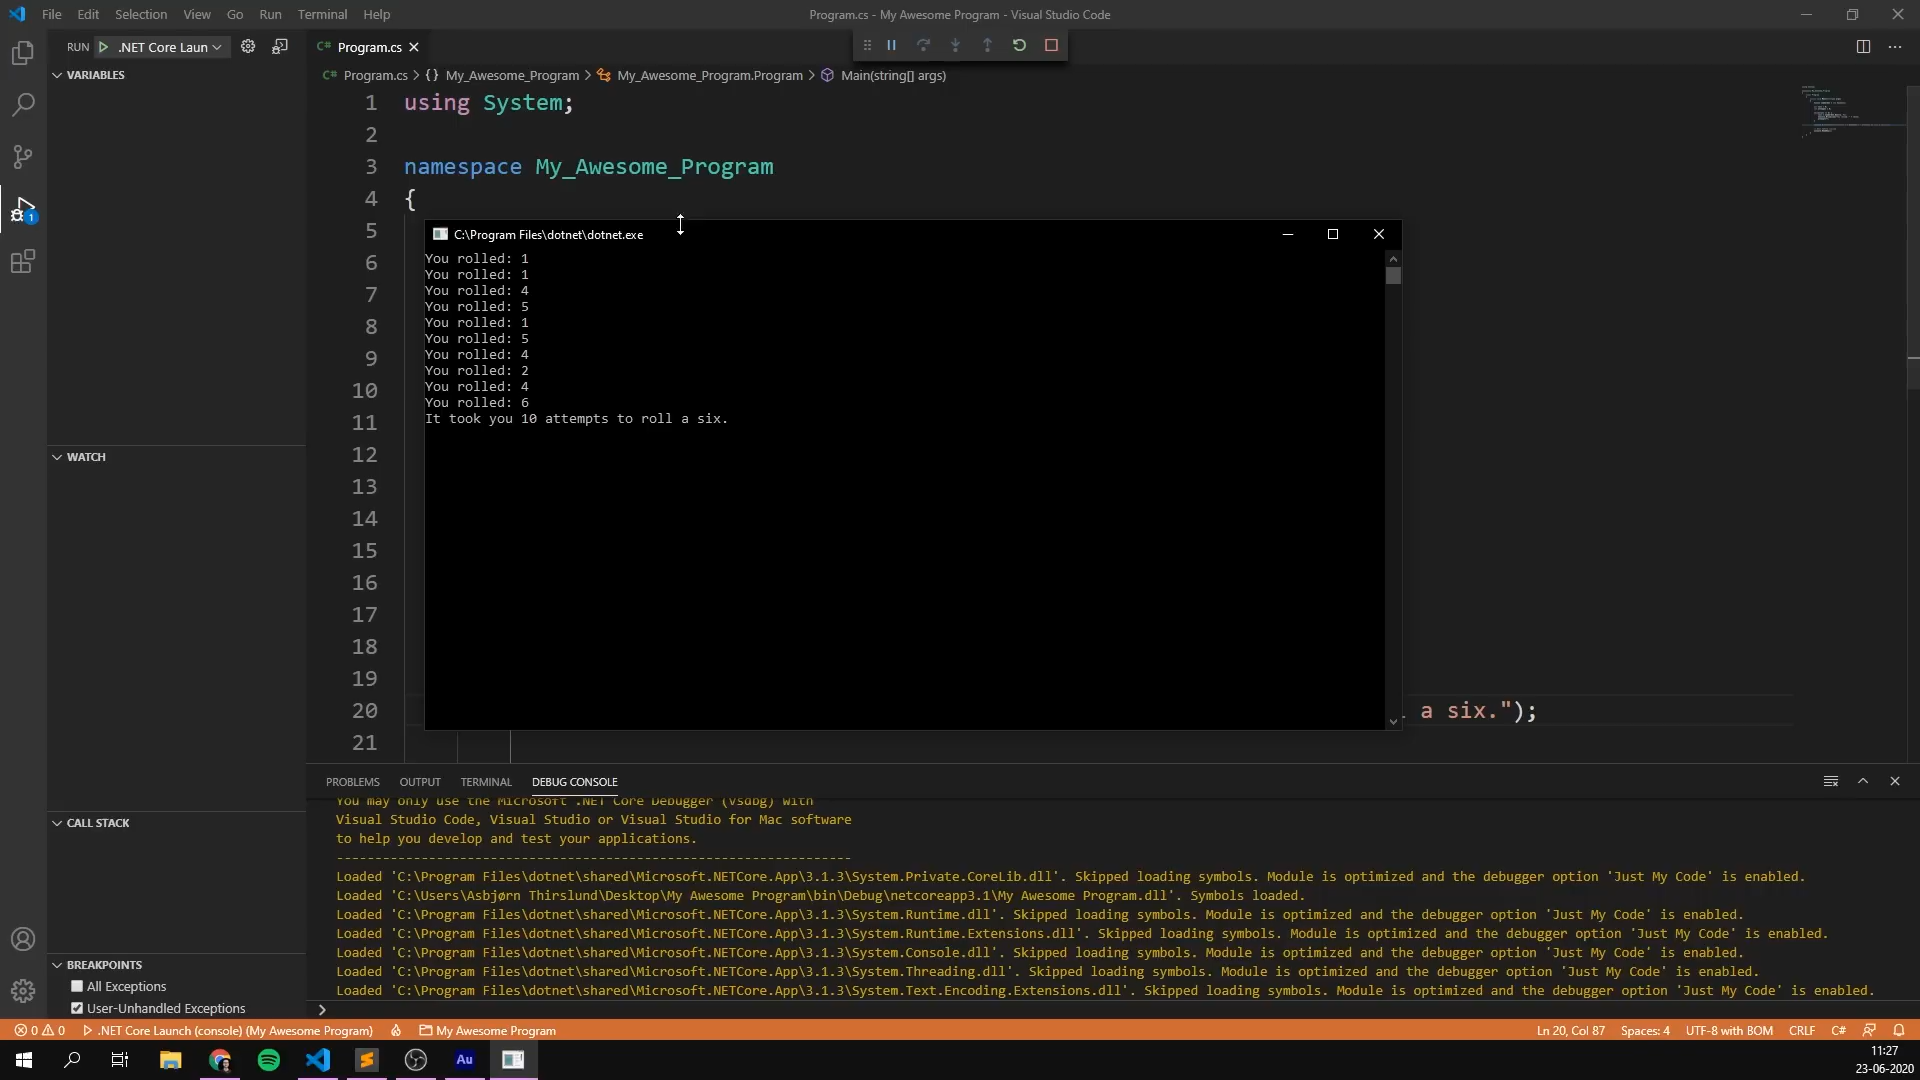 File Edit Selection View Go Run Terminal Help
Program.cs - My Awesome Program - Visual Studio Code
RUN .NET Core Laun
C# Program.cs
VARIABLES
C# Program.cs > {} My_Awesome_Program > My_Awesome_Program.Program > Main(string[] args)
1 using System;
2
3 namespace My_Awesome_Program
4 {
5
6
7
8
9
10
11
12
13
14
15
16
17
18
19
20 a six.");
21
C:\Program Files\dotnet\dotnet.exe
You rolled: 1
You rolled: 1
You rolled: 4
You rolled: 5
You rolled: 1
You rolled: 5
You rolled: 4
You rolled: 2
You rolled: 4
You rolled: 6
It took you 10 attempts to roll a six.
1
WATCH
CALL STACK
BREAKPOINTS
All Exceptions
User-Unhandled Exceptions
PROBLEMS OUTPUT TERMINAL DEBUG CONSOLE
You may only use the Microsoft .NET Core Debugger (vsdbg) with
Visual Studio Code, Visual Studio or Visual Studio for Mac software
to help you develop and test your applications.
-------------------------------------------------------------------
Loaded 'C:\Program Files\dotnet\shared\Microsoft.NETCore.App\3.1.3\System.Private.CoreLib.dll'. Skipped loading symbols. Module is optimized and the debugger option 'Just My Code' is enabled.
Loaded 'C:\Users\Asbjørn Thirslund\Desktop\My Awesome Program\bin\Debug\netcoreapp3.1\My Awesome Program.dll'. Symbols loaded.
Loaded 'C:\Program Files\dotnet\shared\Microsoft.NETCore.App\3.1.3\System.Runtime.dll'. Skipped loading symbols. Module is optimized and the debugger option 'Just My Code' is enabled.
Loaded 'C:\Program Files\dotnet\shared\Microsoft.NETCore.App\3.1.3\System.Runtime.Extensions.dll'. Skipped loading symbols. Module is optimized and the debugger option 'Just My Code' is enabled.
Loaded 'C:\Program Files\dotnet\shared\Microsoft.NETCore.App\3.1.3\System.Console.dll'. Skipped loading symbols. Module is optimized and the debugger option 'Just My Code' is enabled.
Loaded 'C:\Program Files\dotnet\shared\Microsoft.NETCore.App\3.1.3\System.Threading.dll'. Skipped loading symbols. Module is optimized and the debugger option 'Just My Code' is enabled.
Loaded 'C:\Program Files\dotnet\shared\Microsoft.NETCore.App\3.1.3\System.Text.Encoding.Extensions.dll'. Skipped loading symbols. Module is optimized and the debugger option 'Just My Code' is enabled.
0 0 .NET Core Launch (console) (My Awesome Program) My Awesome Program
Ln 20, Col 87 Spaces: 4 UTF-8 with BOM CRLF C#
Au
11:27
23-06-2020